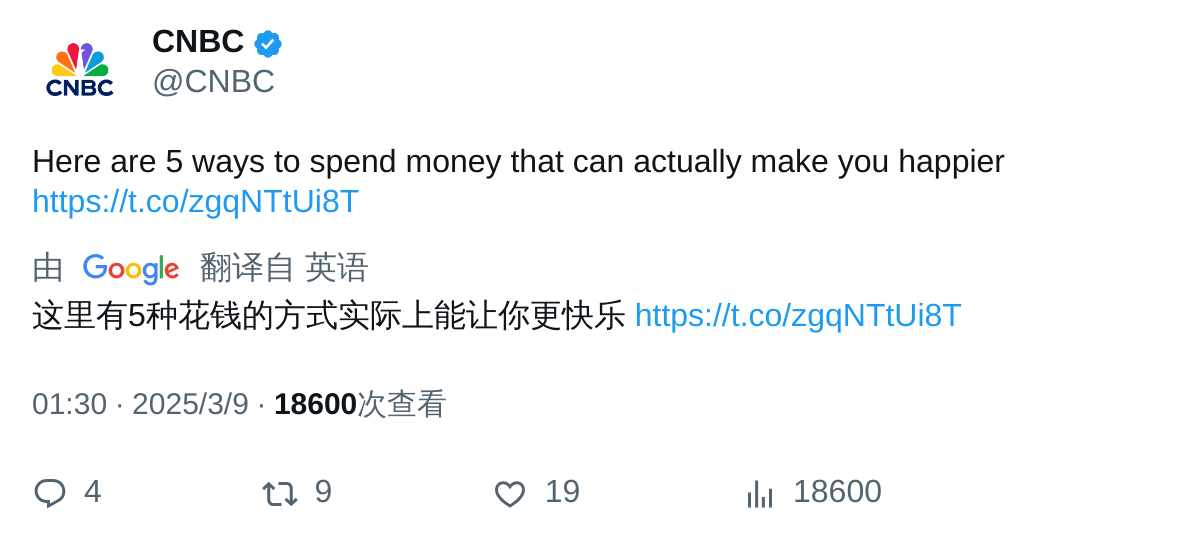 CNBC
CNBC
@CNBC
Here are 5 ways to spend money that can actually make you happier
https://t.co/zgqNTtUi8T
由 Google 翻译自 英语
这里有5种花钱的方式实际上能让你更快乐 https://t.co/zgqNTtUi8T
01:30 · 2025/3/9 · 18600次查看
4 9 19 18600